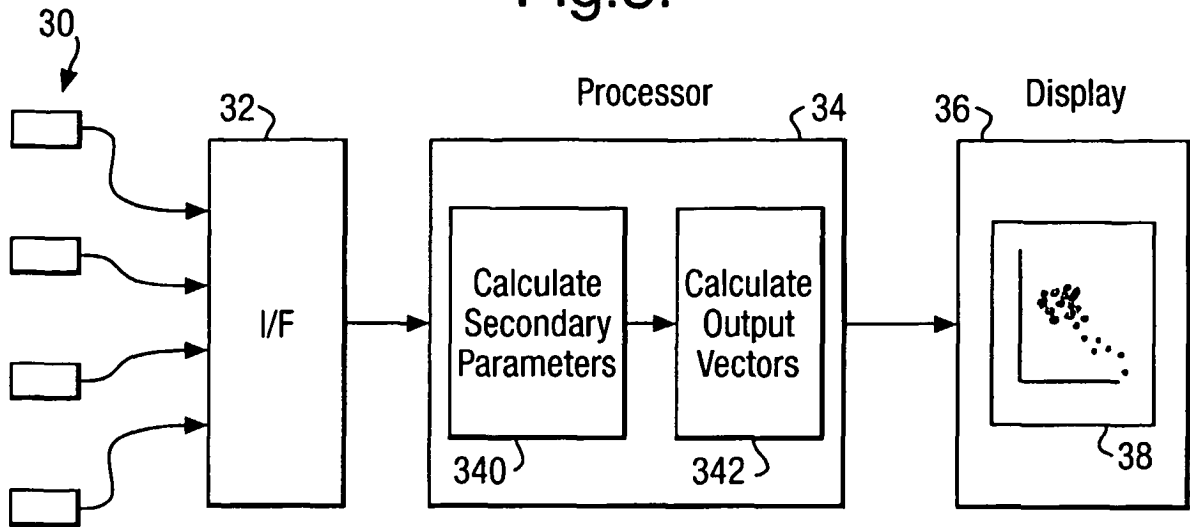 30
32
I/F
Processor
34
Calculate
Secondary
Parameters
340
Calculate
Output
Vectors
342
Display
36
38